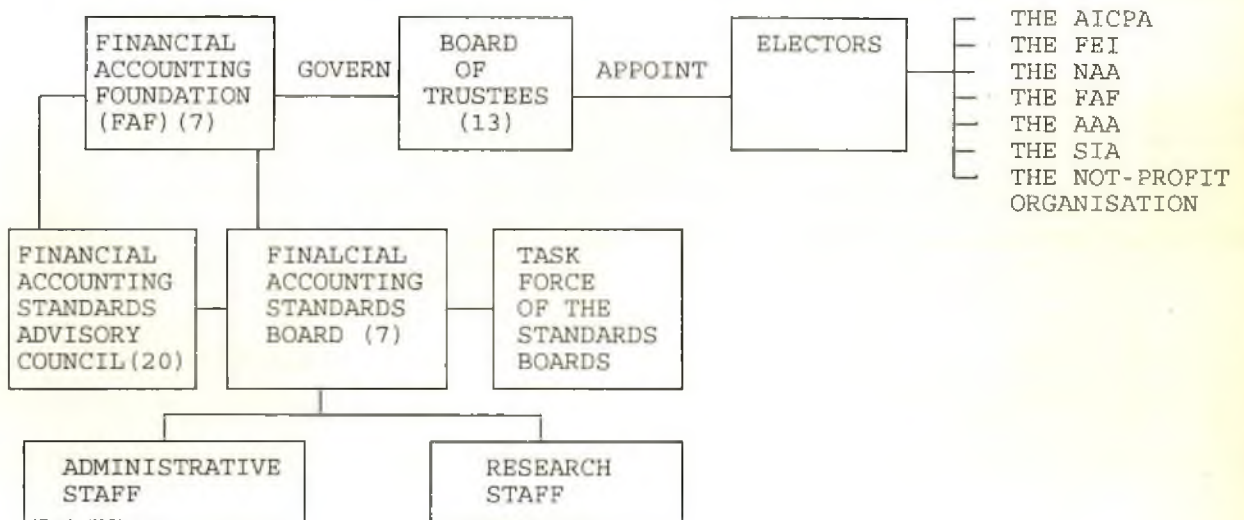 FINANCIAL
ACCOUNTING
FOUNDATION
(FAF)(7)
GOVERN
BOARD
OF
TRUSTEES
(13)
APPOINT
ELECTORS
THE AICPA
THE FEI
THE NAA
THE FAF
THE AAA
THE SIA
THE NOT-PROFIT
ORGANISATION
FINANCIAL
ACCOUNTING
STANDARDS
ADVISORY
COUNCIL(20)
FINALCIAL
ACCOUNTING
STANDARDS
BOARD (7)
TASK
FORCE
OF THE
STANDARDS
BOARDS
ADMINISTRATIVE
STAFF
RESEARCH
STAFF